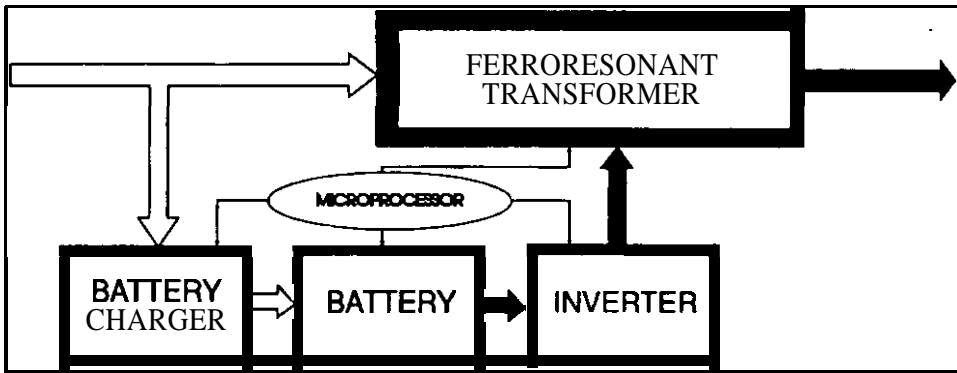 FERRORESONANT
TRANSFORMER
MICROPROCESSOR
BATTERY
CHARGER
BATTERY
INVERTER